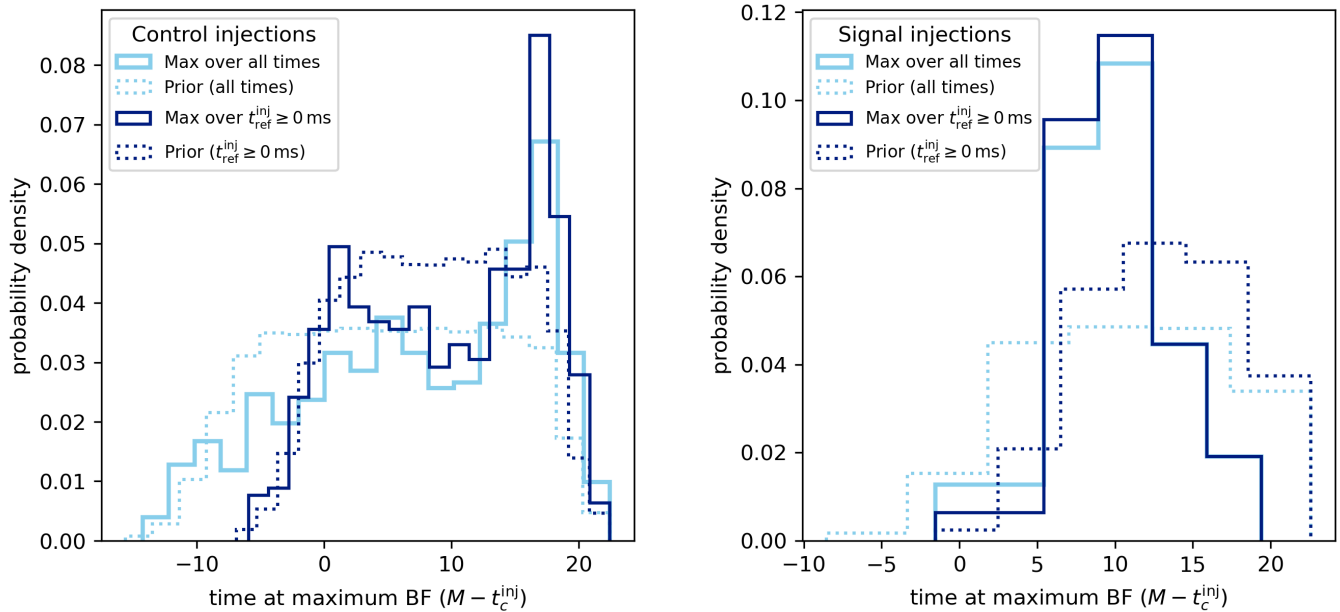 Control injections
Max over all times
Prior (all times)
Max over t_ref^inj ≥ 0 ms
Prior (t_ref^inj ≥ 0 ms)
probability density
0.08
0.07
0.06
0.05
0.04
0.03
0.02
0.01
0.00
−10 0 10 20
time at maximum BF (M − t_c^inj)
Signal injections
Max over all times
Prior (all times)
Max over t_ref^inj ≥ 0 ms
Prior (t_ref^inj ≥ 0 ms)
probability density
0.12
0.10
0.08
0.06
0.04
0.02
0.00
−10 −5 0 5 10 15 20
time at maximum BF (M − t_c^inj)